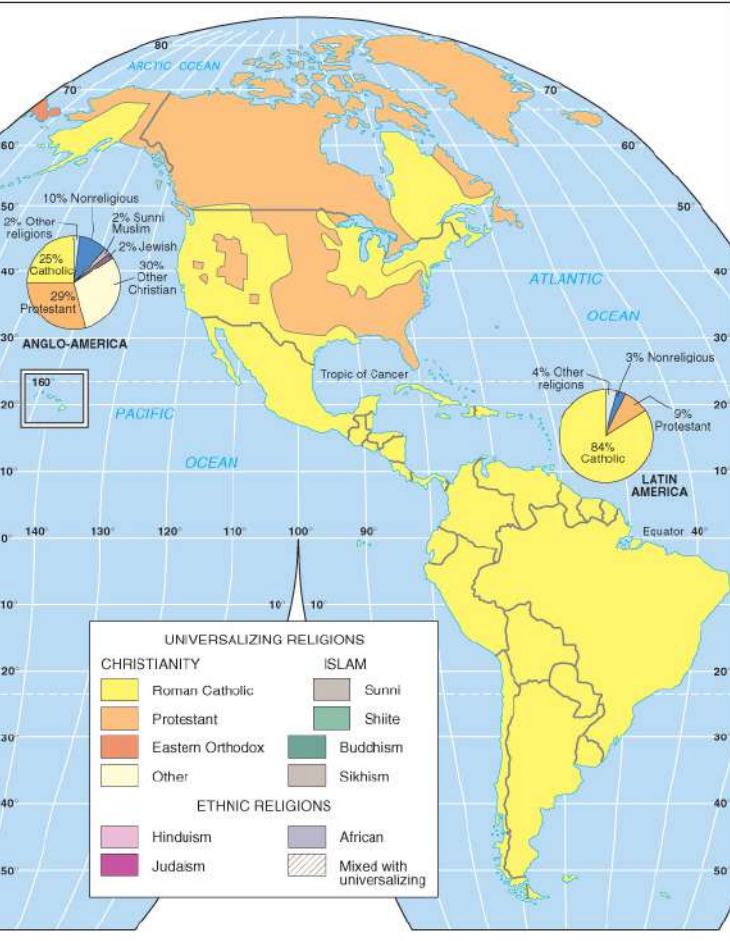 80°
ARCTIC OCEAN
70°
70°
60°
60°
50°
50°
10% Nonreligious
2% Other
religions
2% Sunni
Muslim
2% Jewish
25%
Catholic
30%
Other
Christian
29%
Protestant
ANGLO-AMERICA
40°
40°
ATLANTIC
OCEAN
30°
30°
160°
Tropic of Cancer
3% Nonreligious
4% Other
religions
9%
Protestant
84%
Catholic
LATIN
AMERICA
20°
20°
PACIFIC
OCEAN
10°
10°
140°
130°
120°
110°
100°
90°
Equator
40°
0°
0°
10°
10°
10°
10°
UNIVERSALIZING RELIGIONS
CHRISTIANITY
ISLAM
Roman Catholic
Sunni
Protestant
Shiite
Eastern Orthodox
Buddhism
Other
Sikhism
ETHNIC RELIGIONS
Hinduism
African
Judaism
Mixed with
universalizing
20°
20°
30°
30°
40°
40°
50°
50°